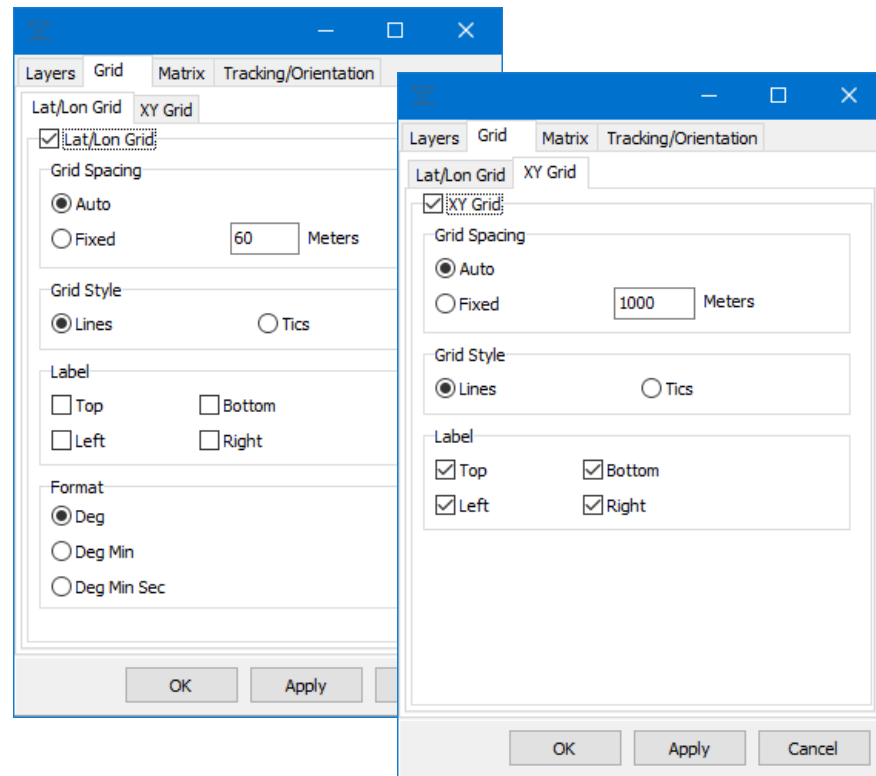 Layers Grid Matrix Tracking/Orientation
Lat/Lon Grid XY Grid
Lat/Lon Grid
Grid Spacing
Auto
Fixed 60 Meters
Grid Style
Lines Tics
Label
Top Bottom
Left Right
Format
Deg
Deg Min
Deg Min Sec
OK Apply
Layers Grid Matrix Tracking/Orientation
Lat/Lon Grid XY Grid
XY Grid
Grid Spacing
Auto
Fixed 1000 Meters
Grid Style
Lines Tics
Label
Top Bottom
Left Right
OK Apply Cancel